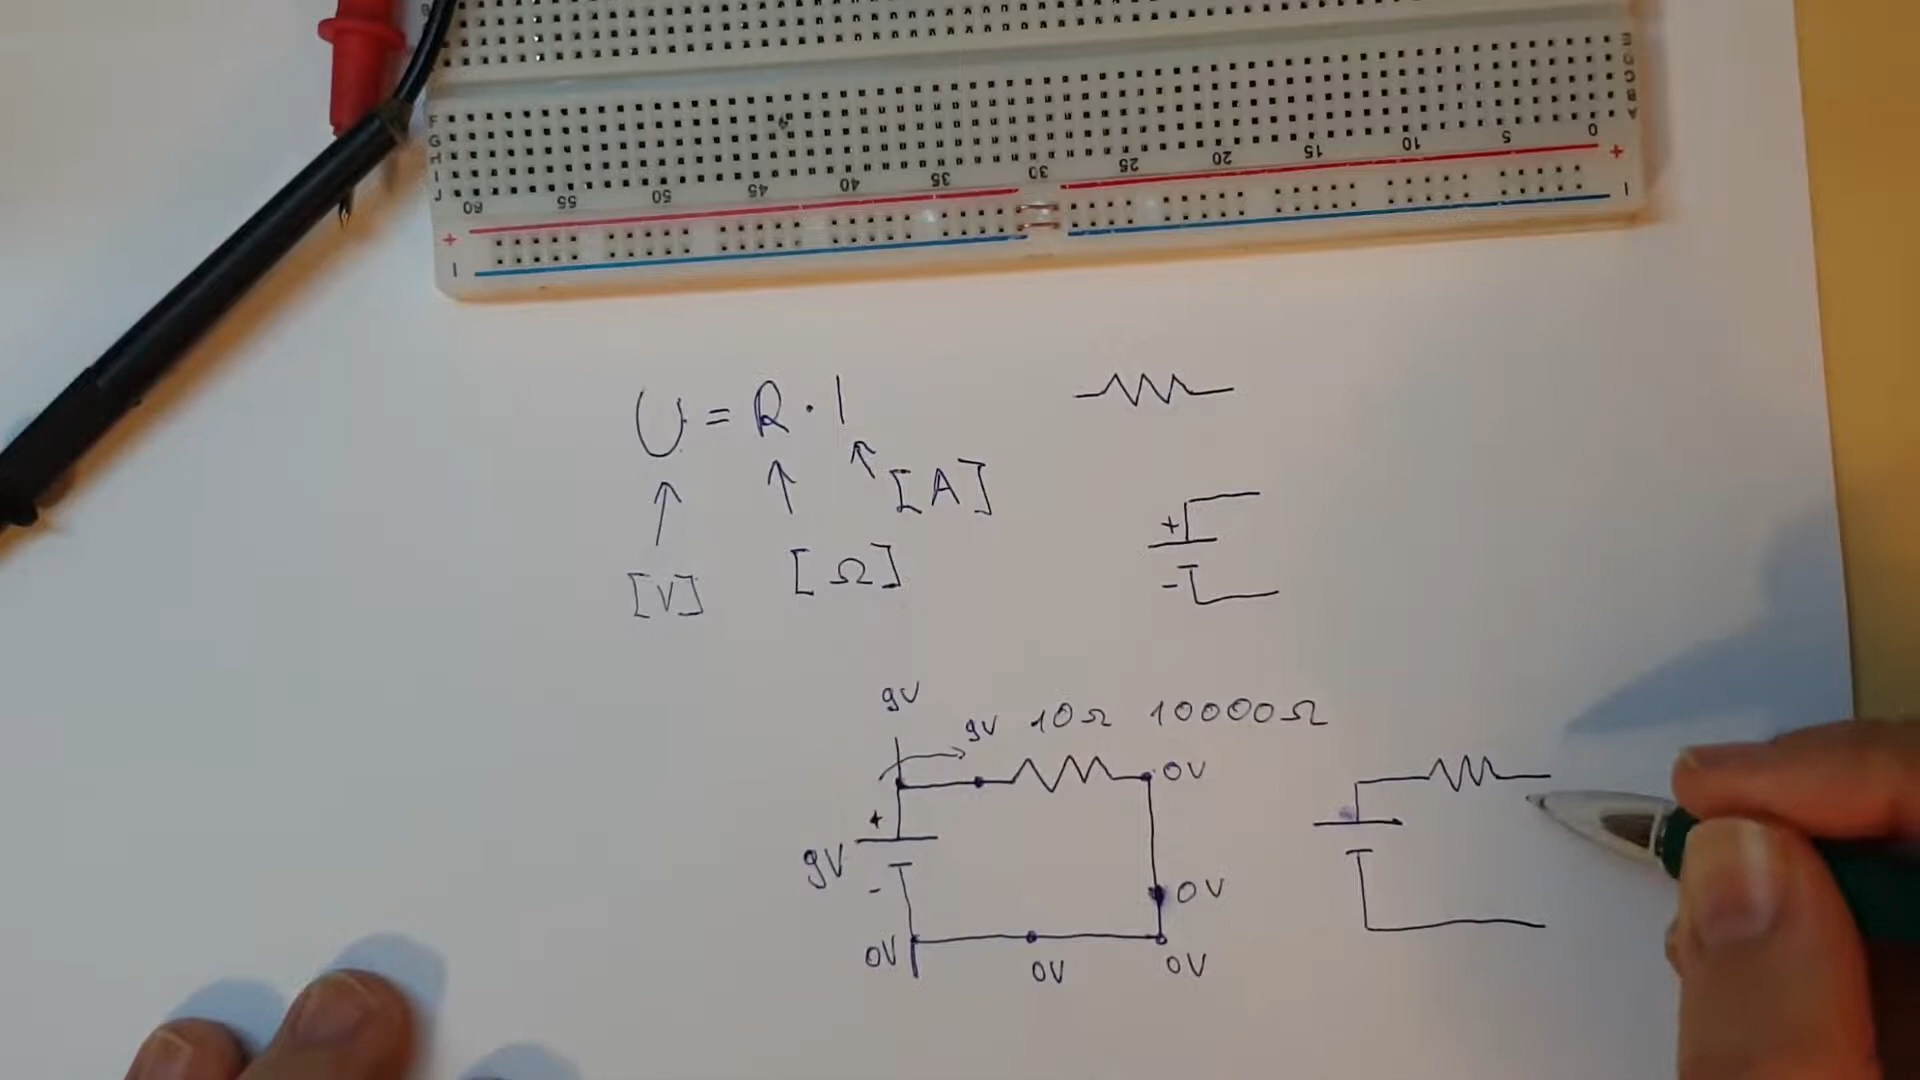 E
D
C
B
A
F
G
H
I
J
60 55 50 45 40 35 30 25 20 15 10 5 0
+ +
U = R · I
[A]
[V] [Ω]
+
-
9V
9V 10Ω 10000Ω
0V
+
9V
-
0V
0V
0V
0V